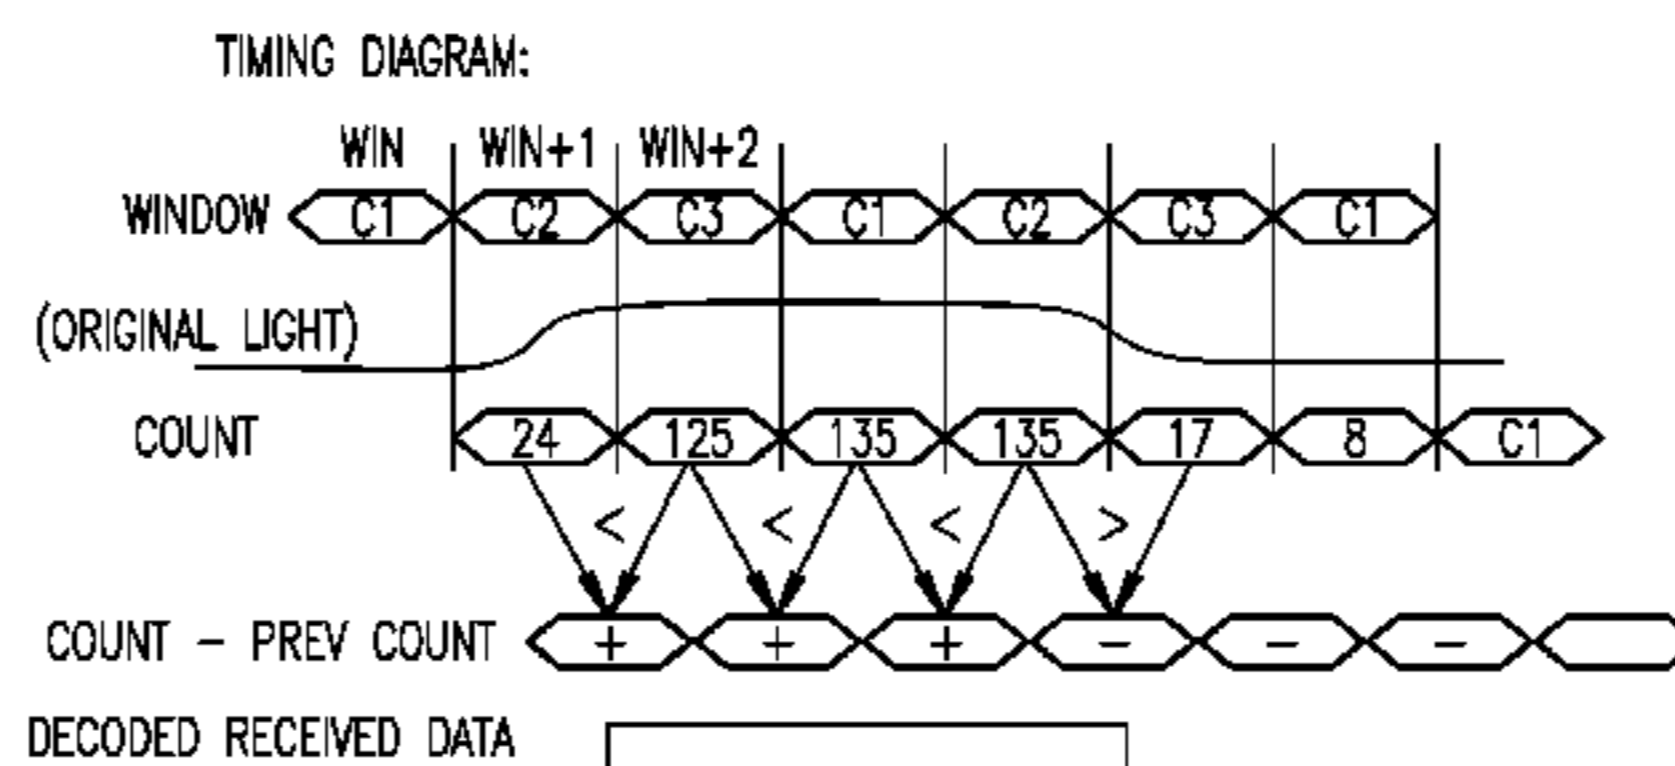 TIMING DIAGRAM:
WIN WIN+1 WIN+2
WINDOW C1 C2 C3 C1 C2 C3 C1
(ORIGINAL LIGHT)
COUNT 24 125 135 135 17 8 C1
< < < >
COUNT - PREV COUNT + + + - - -
DECODED RECEIVED DATA